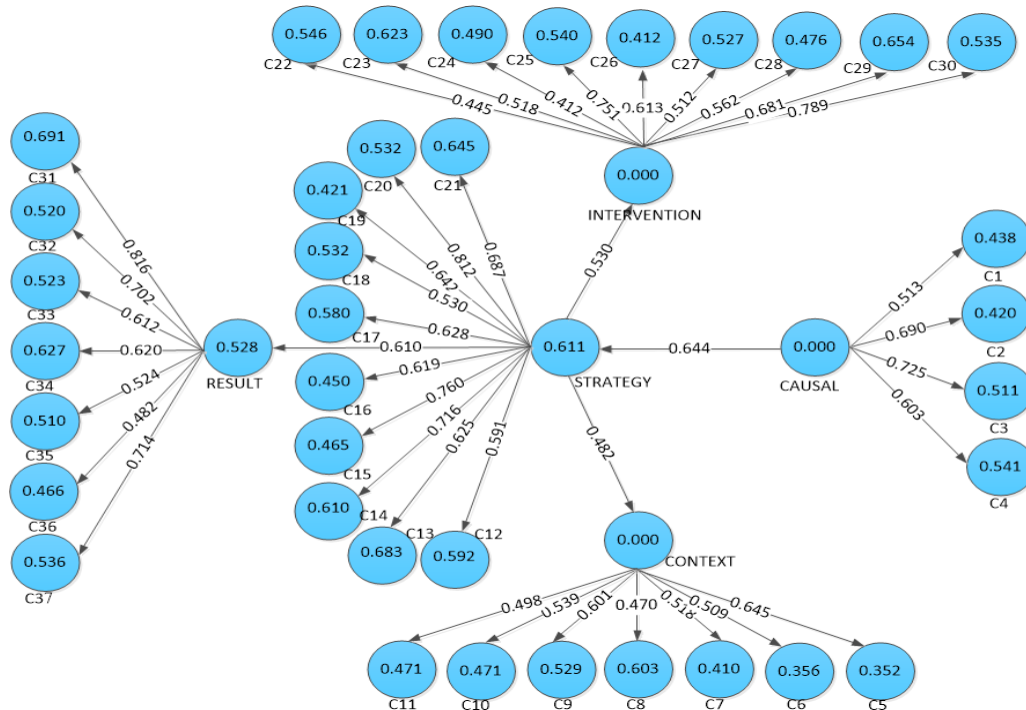 0.546 0.623 0.490 0.540 0.412 0.527 0.476 0.654 0.535
C22 C23 C24 C25 C26 C27 C28 C29 C30
0.445 0.518 0.412 0.751 0.613 0.512 0.562 0.681 0.789
0.000
INTERVENTION
0.530
0.645
C21
0.687
0.532
C20
0.812
0.421
C19
0.642
0.532
C18
0.530
0.580
C17
0.628
0.450
C16
0.619
0.465
C15
0.760
0.610
C14
0.716
0.683
C13
0.625
0.592
C12
0.591
0.691
C31
0.816
0.520
C32
0.702
0.523
C33
0.612
0.627
C34
0.620
0.510
C35
0.524
0.466
C36
0.482
0.536
C37
0.714
0.528
RESULT
0.610
0.611
STRATEGY
0.644
0.000
CAUSAL
0.513
0.438
C1
0.690
0.420
C2
0.725
0.511
C3
0.603
0.541
C4
0.482
0.000
CONTEXT
0.498 0.539 0.601 0.470 0.518 0.509 0.645
0.471 0.471 0.529 0.603 0.410 0.356 0.352
C11 C10 C9 C8 C7 C6 C5